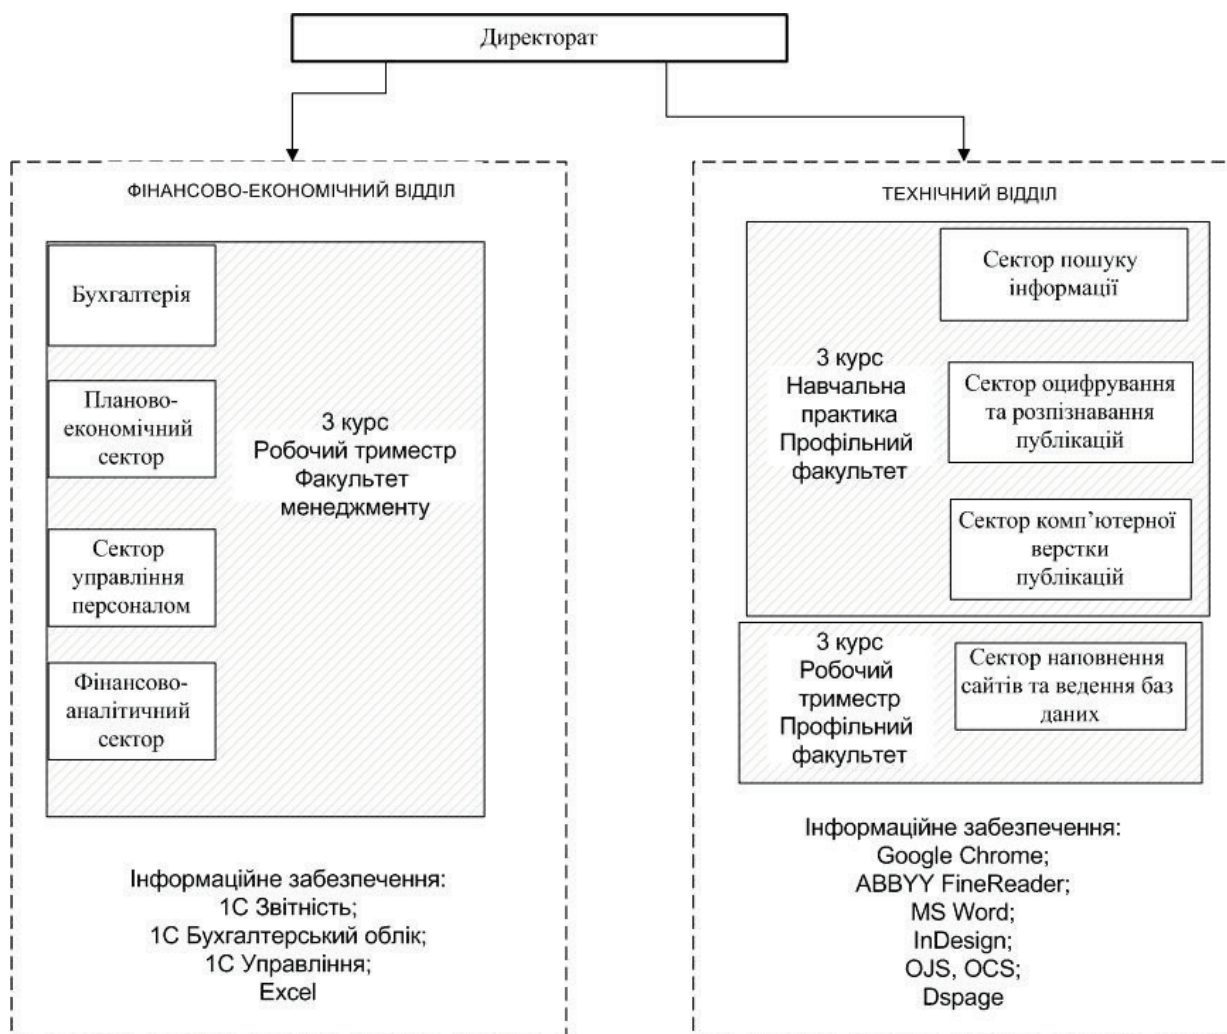 Директорат
ФІНАНСОВО-ЕКОНОМІЧНИЙ ВІДДІЛ
Бухгалтерія
Планово-
економічний
сектор
Сектор
управління
персоналом
Фінансово-
аналітичний
сектор
3 курс
Робочий триместр
Факультет
менеджменту
Інформаційне забезпечення:
1С Звітність;
1С Бухгалтерський облік;
1С Управління;
Excel
ТЕХНІЧНИЙ ВІДДІЛ
3 курс
Навчальна
практика
Профільний
факультет
Сектор пошуку
інформації
Сектор оцифрування
та розпізнавання
публікацій
Сектор комп’ютерної
верстки
публікацій
3 курс
Робочий
триместр
Профільний
факультет
Сектор наповнення
сайтів та ведення баз
даних
Інформаційне забезпечення:
Google Chrome;
ABBYY FineReader;
MS Word;
InDesign;
OJS, OCS;
Dspage